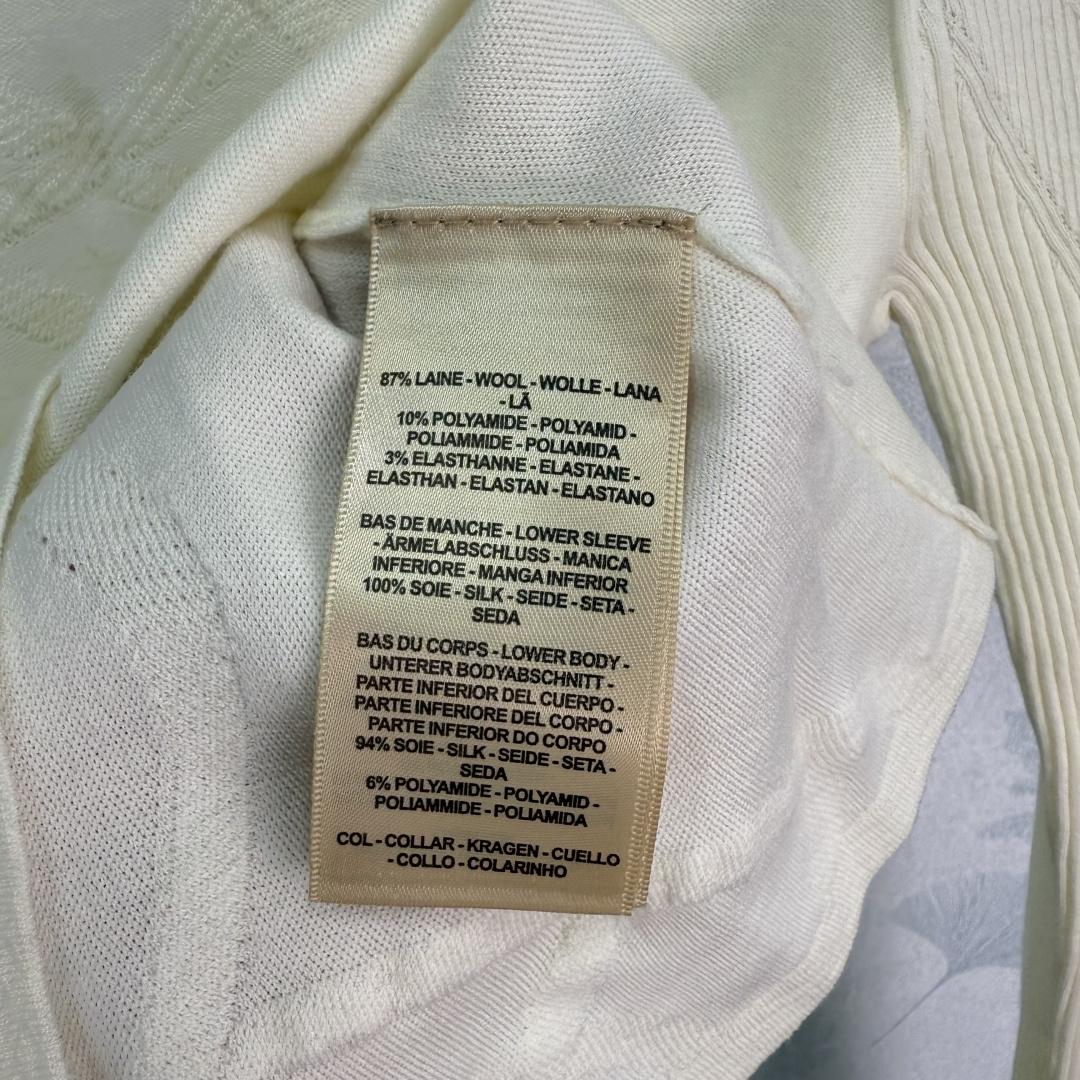 87% LAINE - WOOL - WOLLE - LANA
- LÃ
10% POLYAMIDE - POLYAMID -
POLIAMMIDE - POLIAMIDA
3% ELASTHANNE - ELASTANE -
ELASTHAN - ELASTAN - ELASTANO
BAS DE MANCHE - LOWER SLEEVE
- ÄRMELABSCHLUSS - MANICA
INFERIORE - MANGA INFERIOR
100% SOIE - SILK - SEIDE - SETA -
SEDA
BAS DU CORPS - LOWER BODY -
UNTERER BODYABSCHNITT -
PARTE INFERIOR DEL CUERPO -
PARTE INFERIORE DEL CORPO -
PARTE INFERIOR DO CORPO
94% SOIE - SILK - SEIDE - SETA -
SEDA
6% POLYAMIDE - POLYAMID -
POLIAMMIDE - POLIAMIDA
COL - COLLAR - KRAGEN - CUELLO
- COLLO - COLARINHO